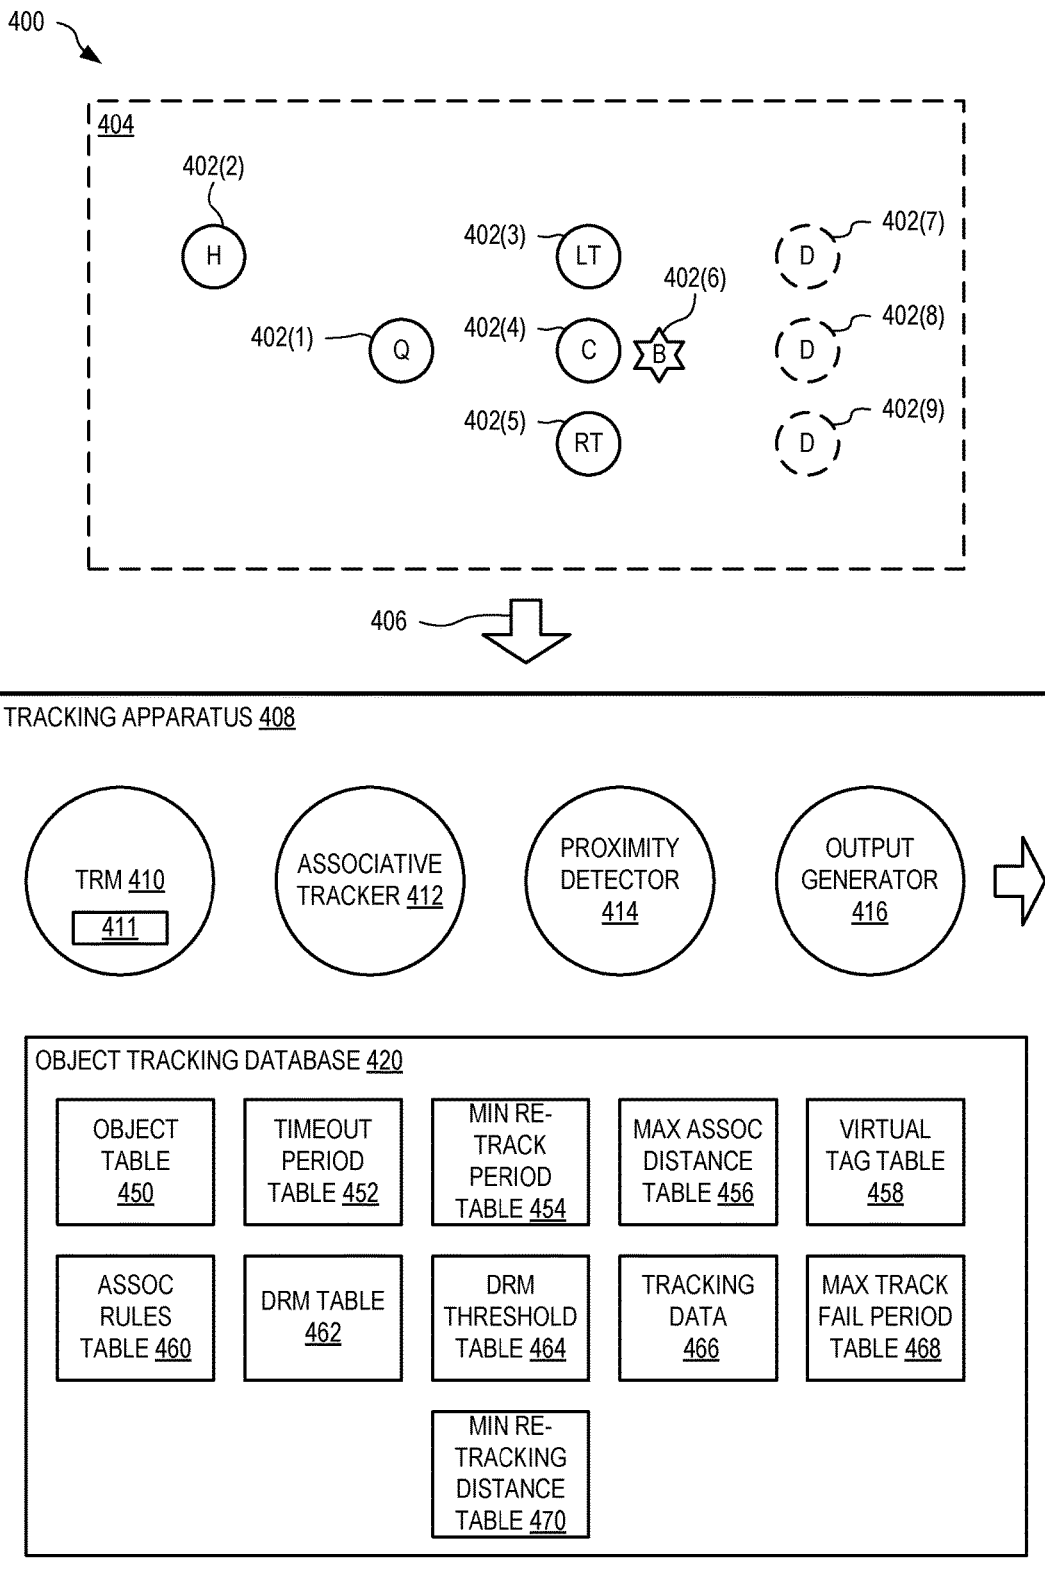 400
404
402(2)
H
402(3)
LT
402(7)
D
402(6)
402(1)
Q
402(4)
C
B
402(8)
D
402(5)
RT
402(9)
D
406
TRACKING APPARATUS 408
TRM 410
411
ASSOCIATIVE
TRACKER 412
PROXIMITY
DETECTOR
414
OUTPUT
GENERATOR
416
OBJECT TRACKING DATABASE 420
OBJECT
TABLE
450
TIMEOUT
PERIOD
TABLE 452
MIN RE-
TRACK
PERIOD
TABLE 454
MAX ASSOC
DISTANCE
TABLE 456
VIRTUAL
TAG TABLE
458
ASSOC
RULES
TABLE 460
DRM TABLE
462
DRM
THRESHOLD
TABLE 464
TRACKING
DATA
466
MAX TRACK
FAIL PERIOD
TABLE 468
MIN RE-
TRACKING
DISTANCE
TABLE 470